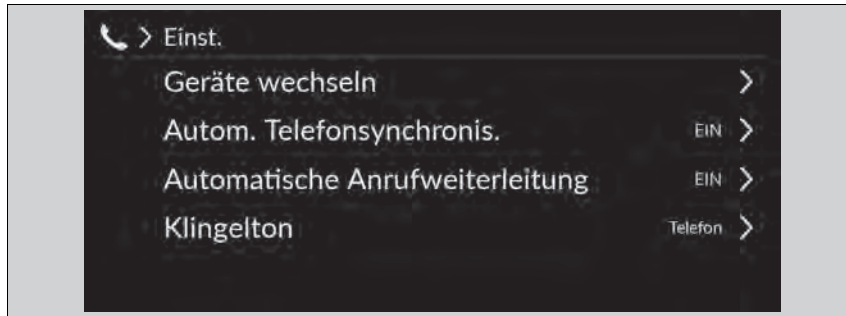 Einst.
Geräte wechseln
Autom. Telefonsynchronis. EIN
Automatische Anrufweiterleitung EIN
Klingelton Telefon